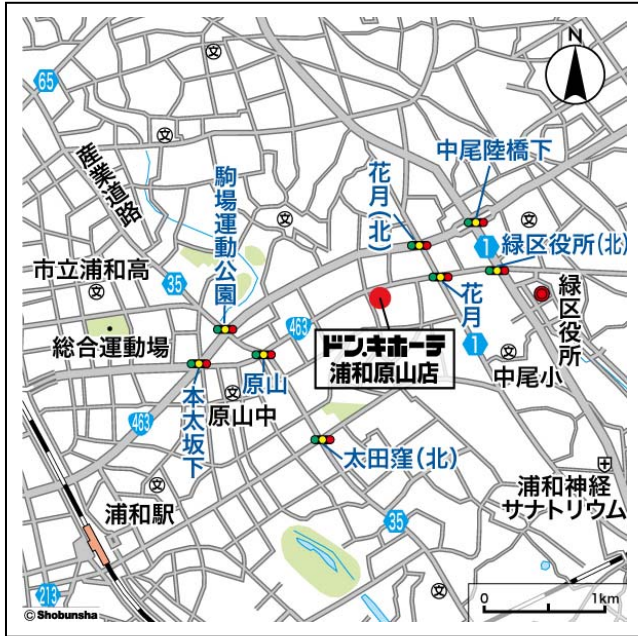 N
65
中尾陸橋下
花月(北)
産業道路
駒場運動公園
1
緑区役所(北)
市立浦和高
35
緑区役所
463
ドン.キホーテ
浦和原山店
花月
1
総合運動場
中尾小
原山
463
本太坂下
原山中
太田窪(北)
浦和駅
35
浦和神経
サナトリウム
213
© Shobunsha
0
1km